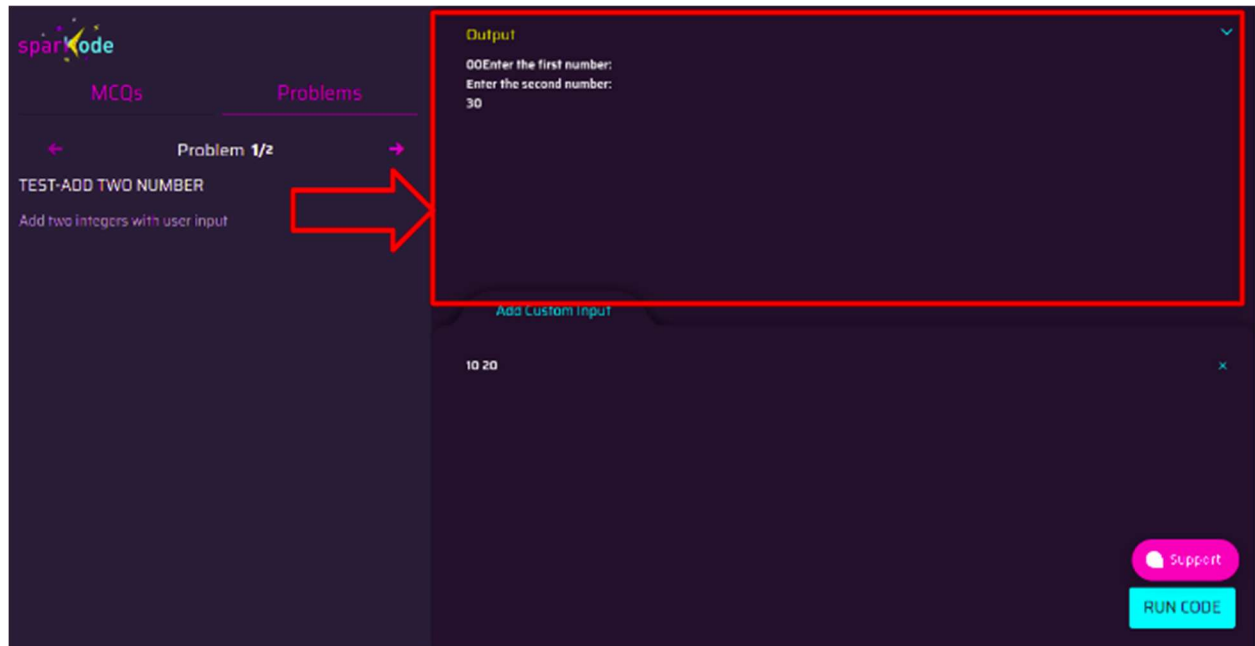 sparkode
MCQs
Problems
Problem 1/2
TEST-ADD TWO NUMBER
Add two integers with user input
Output
00Enter the first number:
Enter the second number:
30
Add Custom Input
10 20
Support
RUN CODE